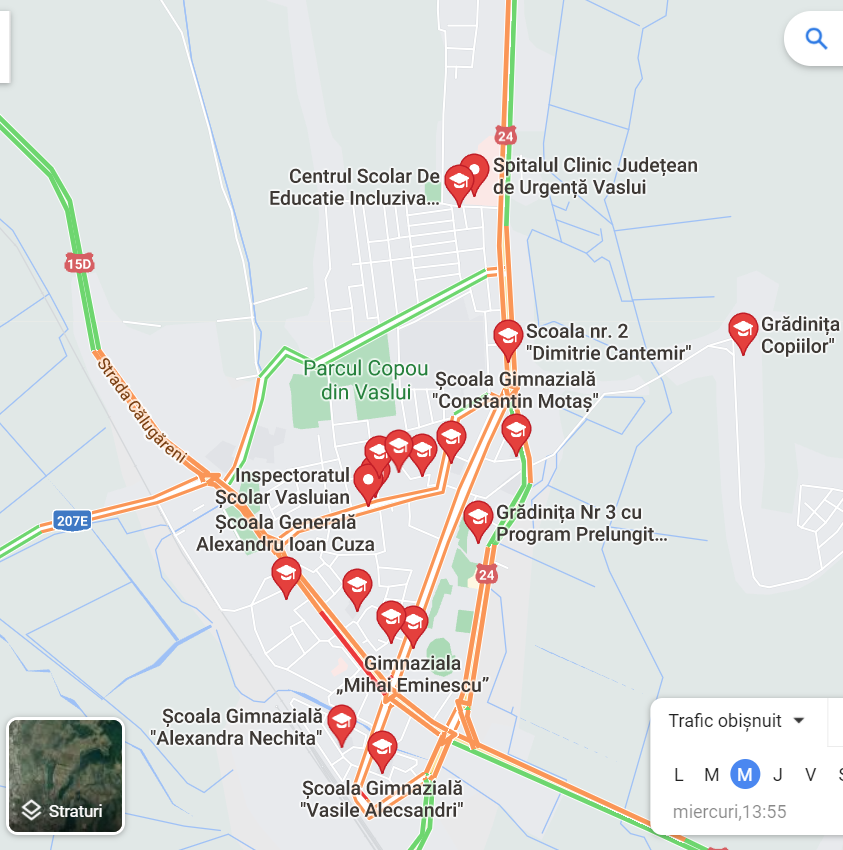 24
Centrul Scolar De
Educatie Incluziva...
Spitalul Clinic Județean
de Urgență Vaslui
15D
Scoala nr. 2
"Dimitrie Cantemir"
Grădinița
Copiilor"
Strada Călugăreni
Parcul Copou
din Vaslui
Școala Gimnazială
"Constantin Motaș"
Inspectoratul
Școlar Vasluian
207E
Școala Generală
Alexandru Ioan Cuza
Grădinița Nr 3 cu
Program Prelungit...
24
Gimnaziala
„Mihai Eminescu”
Școala Gimnazială
"Alexandra Nechita"
Școala Gimnazială
"Vasile Alecsandri"
Straturi
Trafic obișnuit
L M M J V S
miercuri,13:55